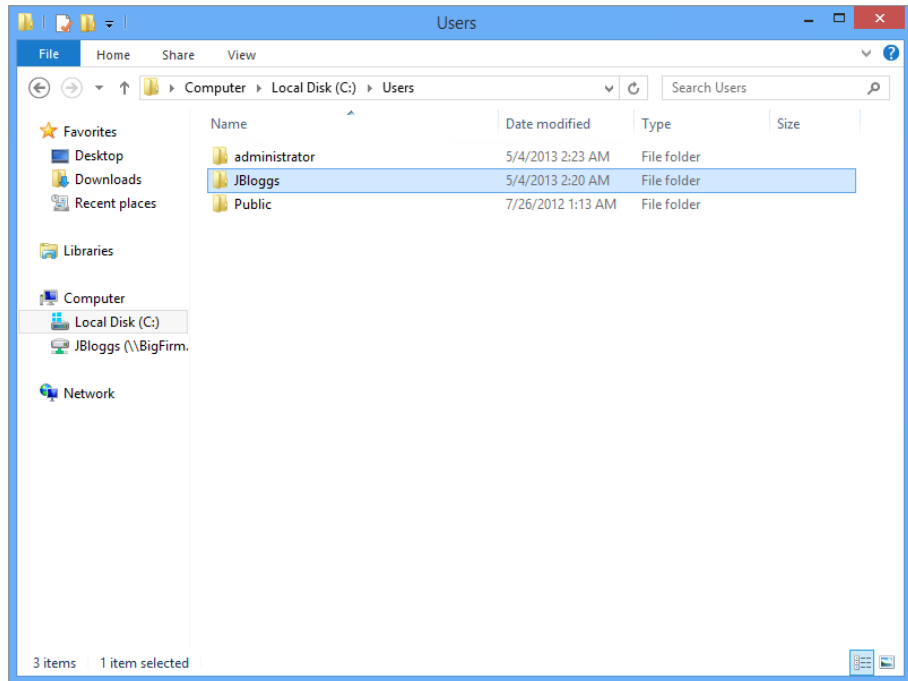 Users
File Home Share View
Computer Local Disk (C:) Users Search Users
Favorites
Desktop
Downloads
Recent places
Libraries
Computer
Local Disk (C:)
JBloggs (\\BigFirm.
Network
Name Date modified Type Size
administrator 5/4/2013 2:23 AM File folder
JBloggs 5/4/2013 2:20 AM File folder
Public 7/26/2012 1:13 AM File folder
3 items 1 item selected